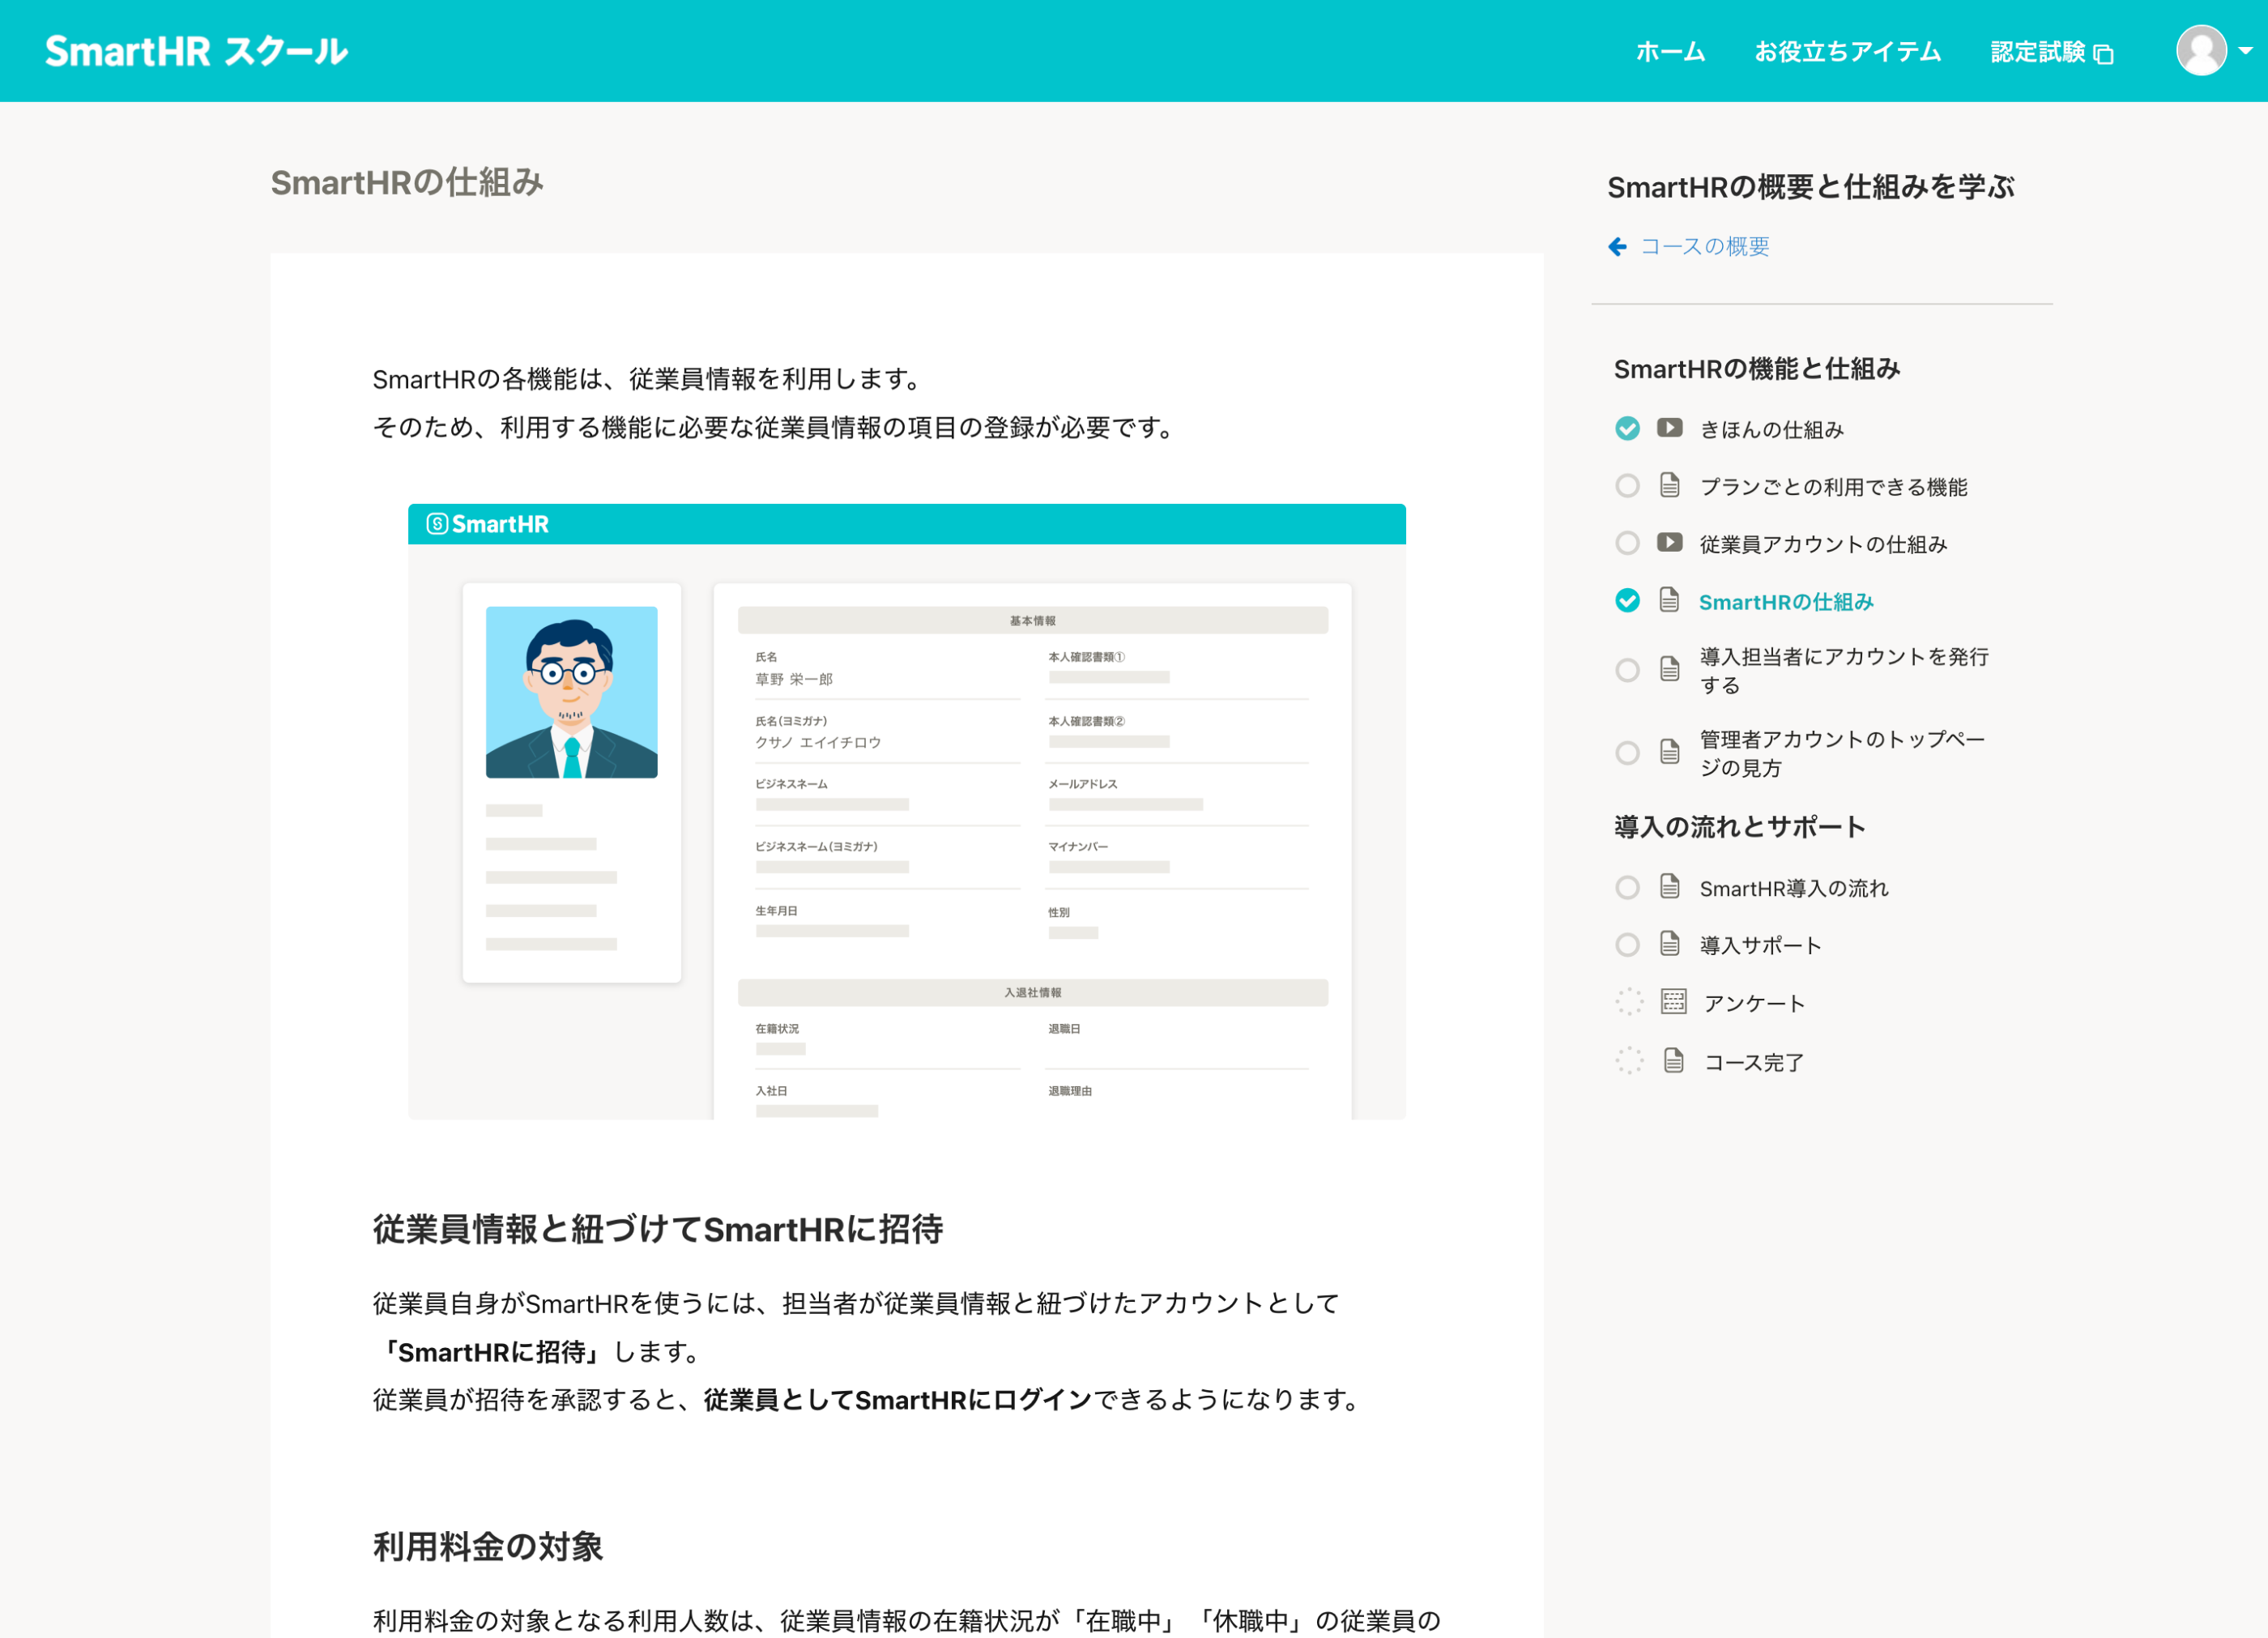 SmartHR スクール
ホーム
お役立ちアイテム
認定試験
SmartHRの仕組み
SmartHRの各機能は、従業員情報を利用します。
そのため、利用する機能に必要な従業員情報の項目の登録が必要です。
SmartHR
基本情報
氏名
草野 栄一郎
本人確認書類①
氏名(ヨミガナ)
クサノ エイイチロウ
本人確認書類②
ビジネスネーム
メールアドレス
ビジネスネーム(ヨミガナ)
マイナンバー
生年月日
性別
入退社情報
在籍状況
退職日
入社日
退職理由
従業員情報と紐づけてSmartHRに招待
従業員自身がSmartHRを使うには、担当者が従業員情報と紐づけたアカウントとして
「SmartHRに招待」します。
従業員が招待を承認すると、従業員としてSmartHRにログインできるようになります。
利用料金の対象
利用料金の対象となる利用人数は、従業員情報の在籍状況が「在職中」「休職中」の従業員の
SmartHRの概要と仕組みを学ぶ
コースの概要
SmartHRの機能と仕組み
きほんの仕組み
プランごとの利用できる機能
従業員アカウントの仕組み
SmartHRの仕組み
導入担当者にアカウントを発行
する
管理者アカウントのトップペー
ジの見方
導入の流れとサポート
SmartHR導入の流れ
導入サポート
アンケート
コース完了